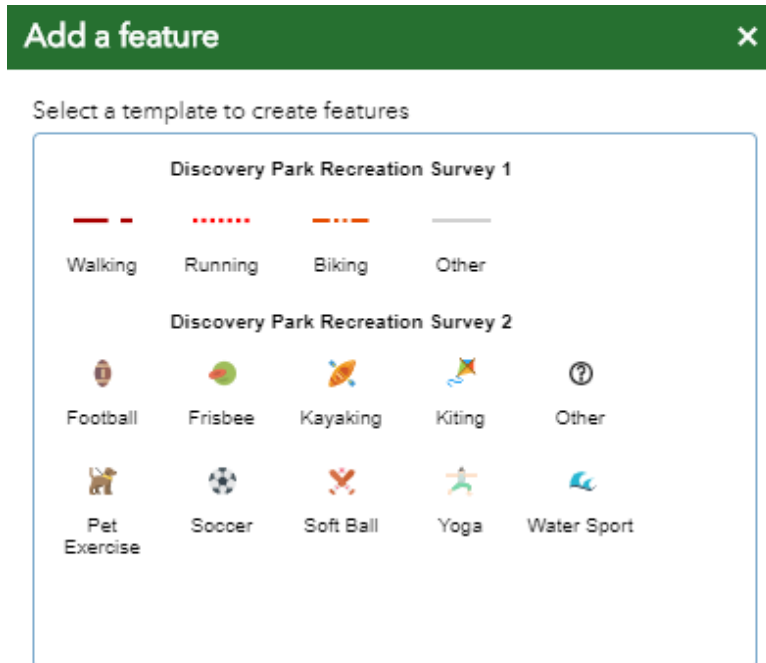 Add a feature
Select a template to create features
Discovery Park Recreation Survey 1
Walking Running Biking Other
Discovery Park Recreation Survey 2
Football Frisbee Kayaking Kiting Other
Pet Exercise Soccer Soft Ball Yoga Water Sport